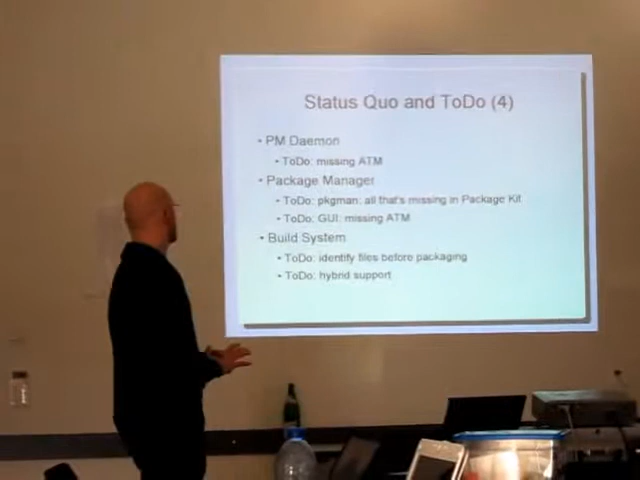 Status Quo and ToDo (4)
• PM Daemon
• ToDo: missing ATM
• Package Manager
• ToDo: pkgman: all that's missing in Package Kit
• ToDo: GUI: missing ATM
• Build System
• ToDo: identify files before packaging
• ToDo: hybrid support